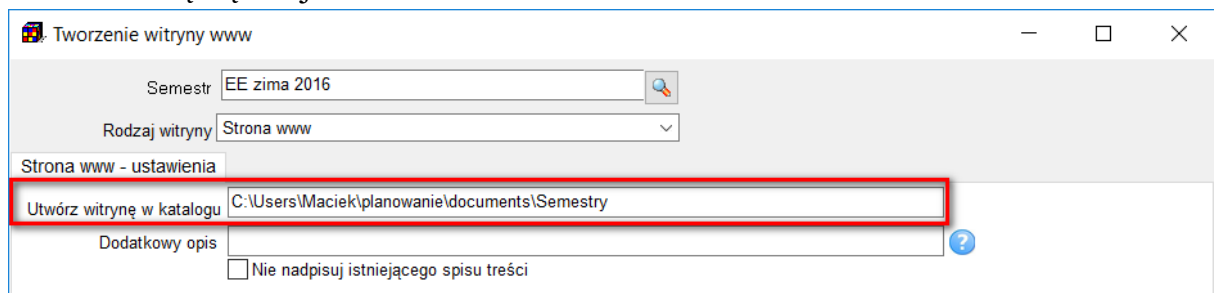 Tworzenie witryny www
Semestr EE zima 2016
Rodzaj witryny Strona www
Strona www - ustawienia
Utwórz witrynę w katalogu C:\Users\Maciek\planowanie\documents\Semestry
Dodatkowy opis ?
Nie nadpisuj istniejącego spisu treści